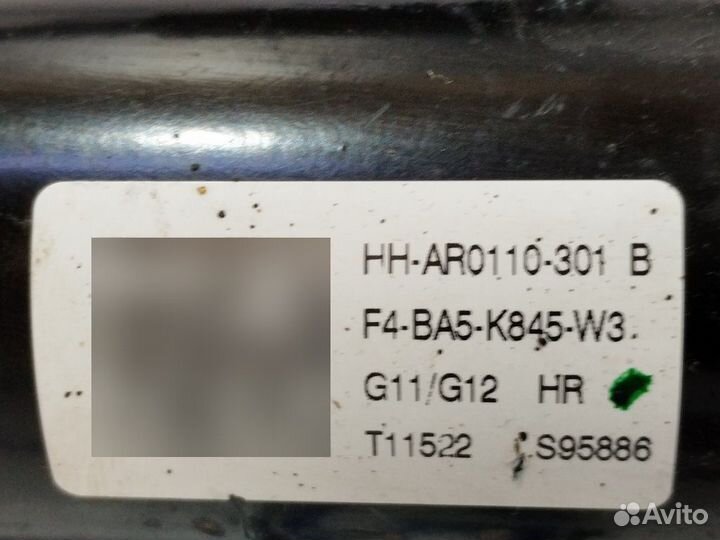 HH-AR0110-301 B
F4-BA5-K845-W3
G11/G12 HR
T11522 S95886
Avito